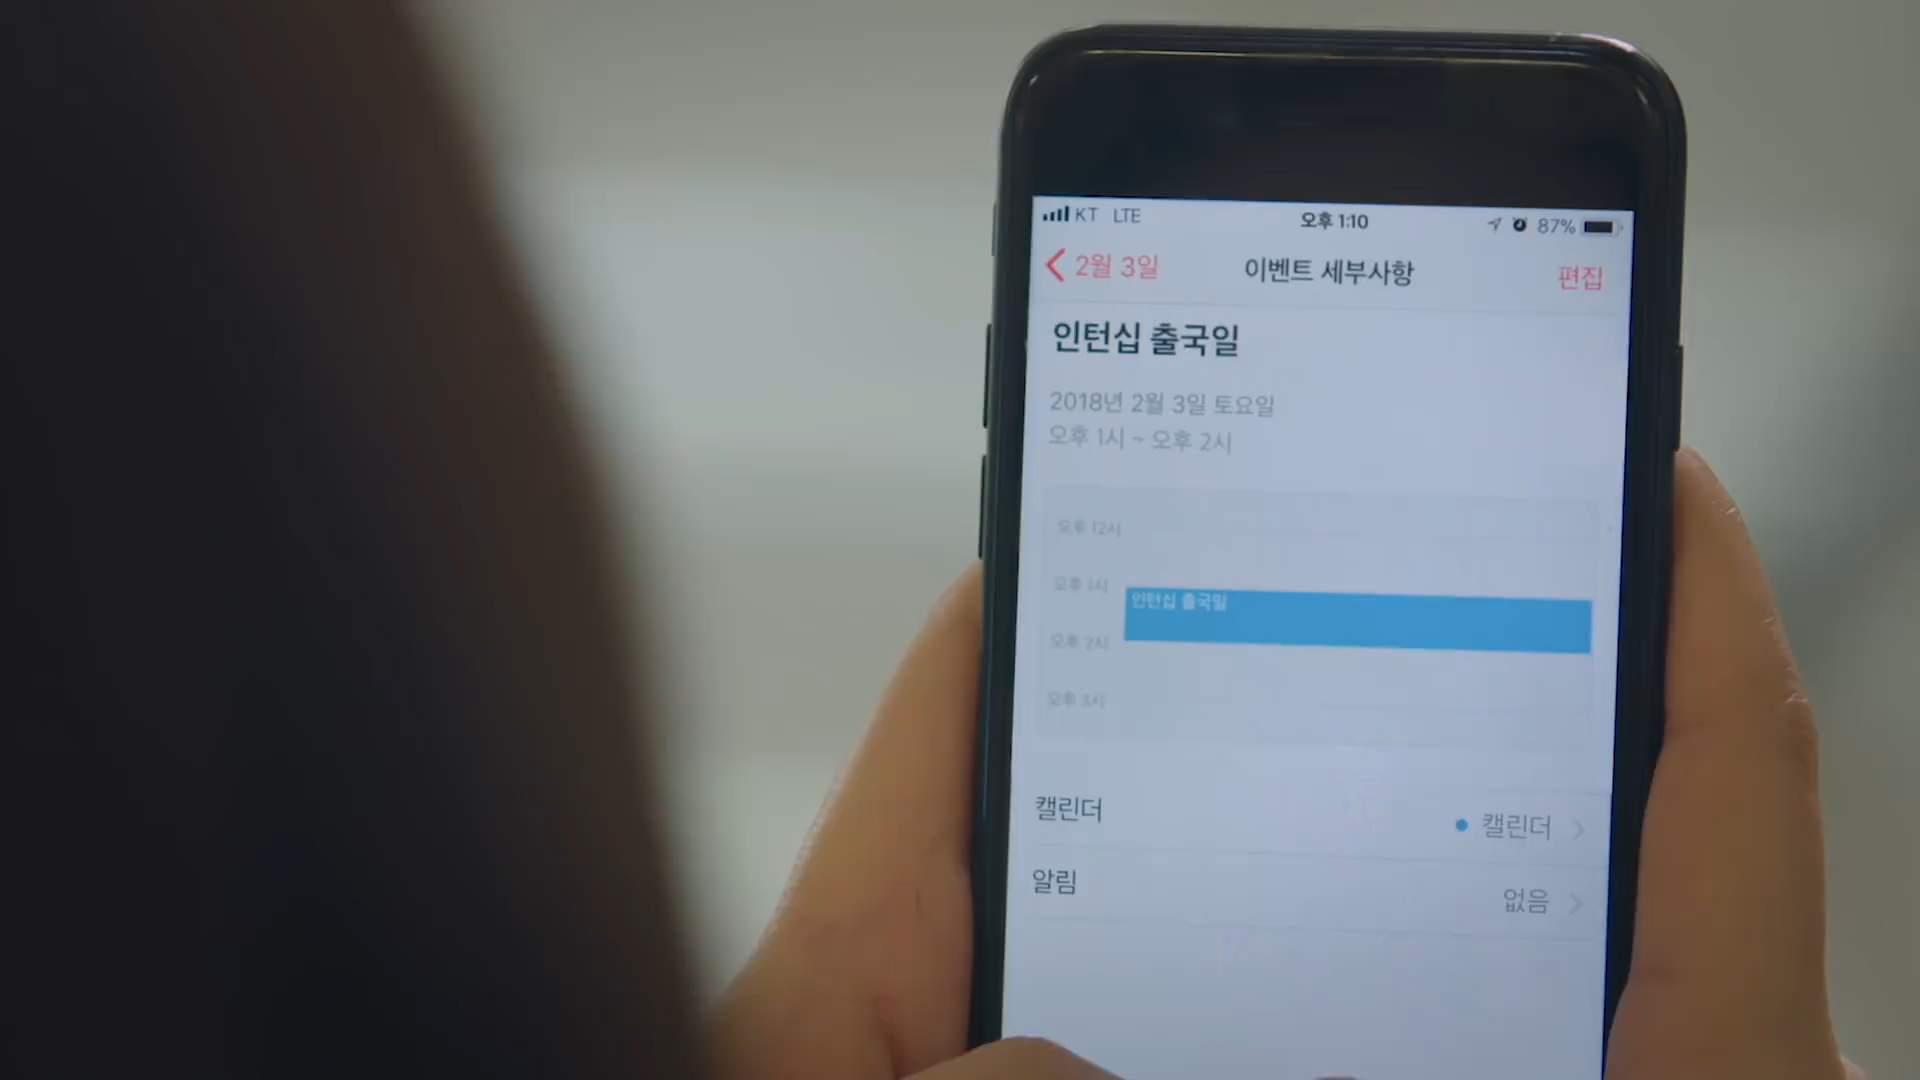 KT LTE 오후 1:10 87%
2월 3일 이벤트 세부사항 편집
인턴십 출국일
2018년 2월 3일 토요일
오후 1시 ~ 오후 2시
오후 12시
오후 1시
인턴십 출국일
오후 2시
오후 3시
캘린더 캘린더
알림 없음